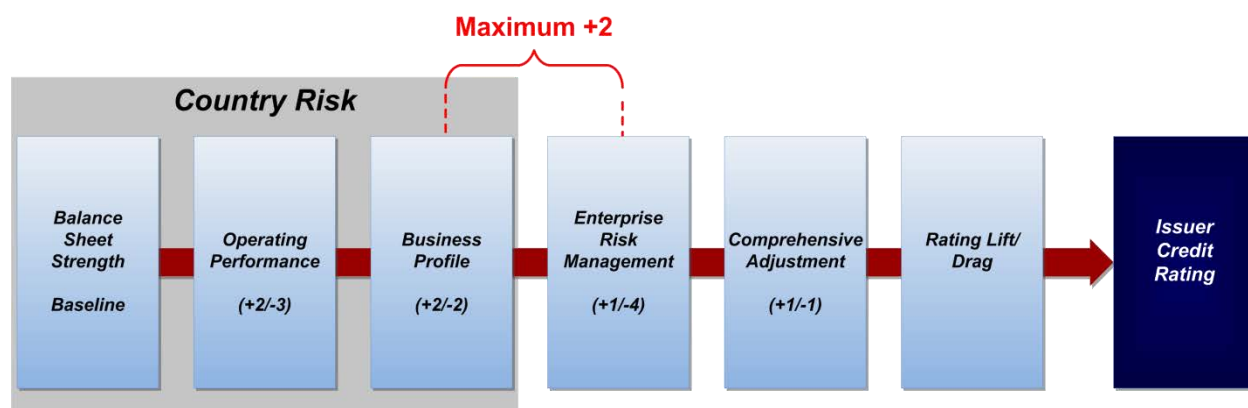 Maximum +2
Country Risk
Balance
Sheet
Strength
Baseline
Operating
Performance
(+2/-3)
Business
Profile
(+2/-2)
Enterprise
Risk
Management
(+1/-4)
Comprehensive
Adjustment
(+1/-1)
Rating Lift/
Drag
Issuer
Credit
Rating